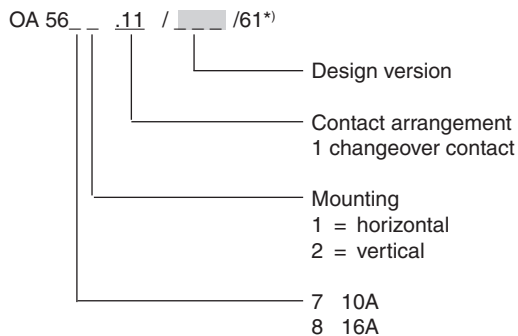 OA 56_ _ .11 / _ _ _ /61*)
Design version
Contact arrangement
1 changeover contact
Mounting
1 = horizontal
2 = vertical
7 10A
8 16A